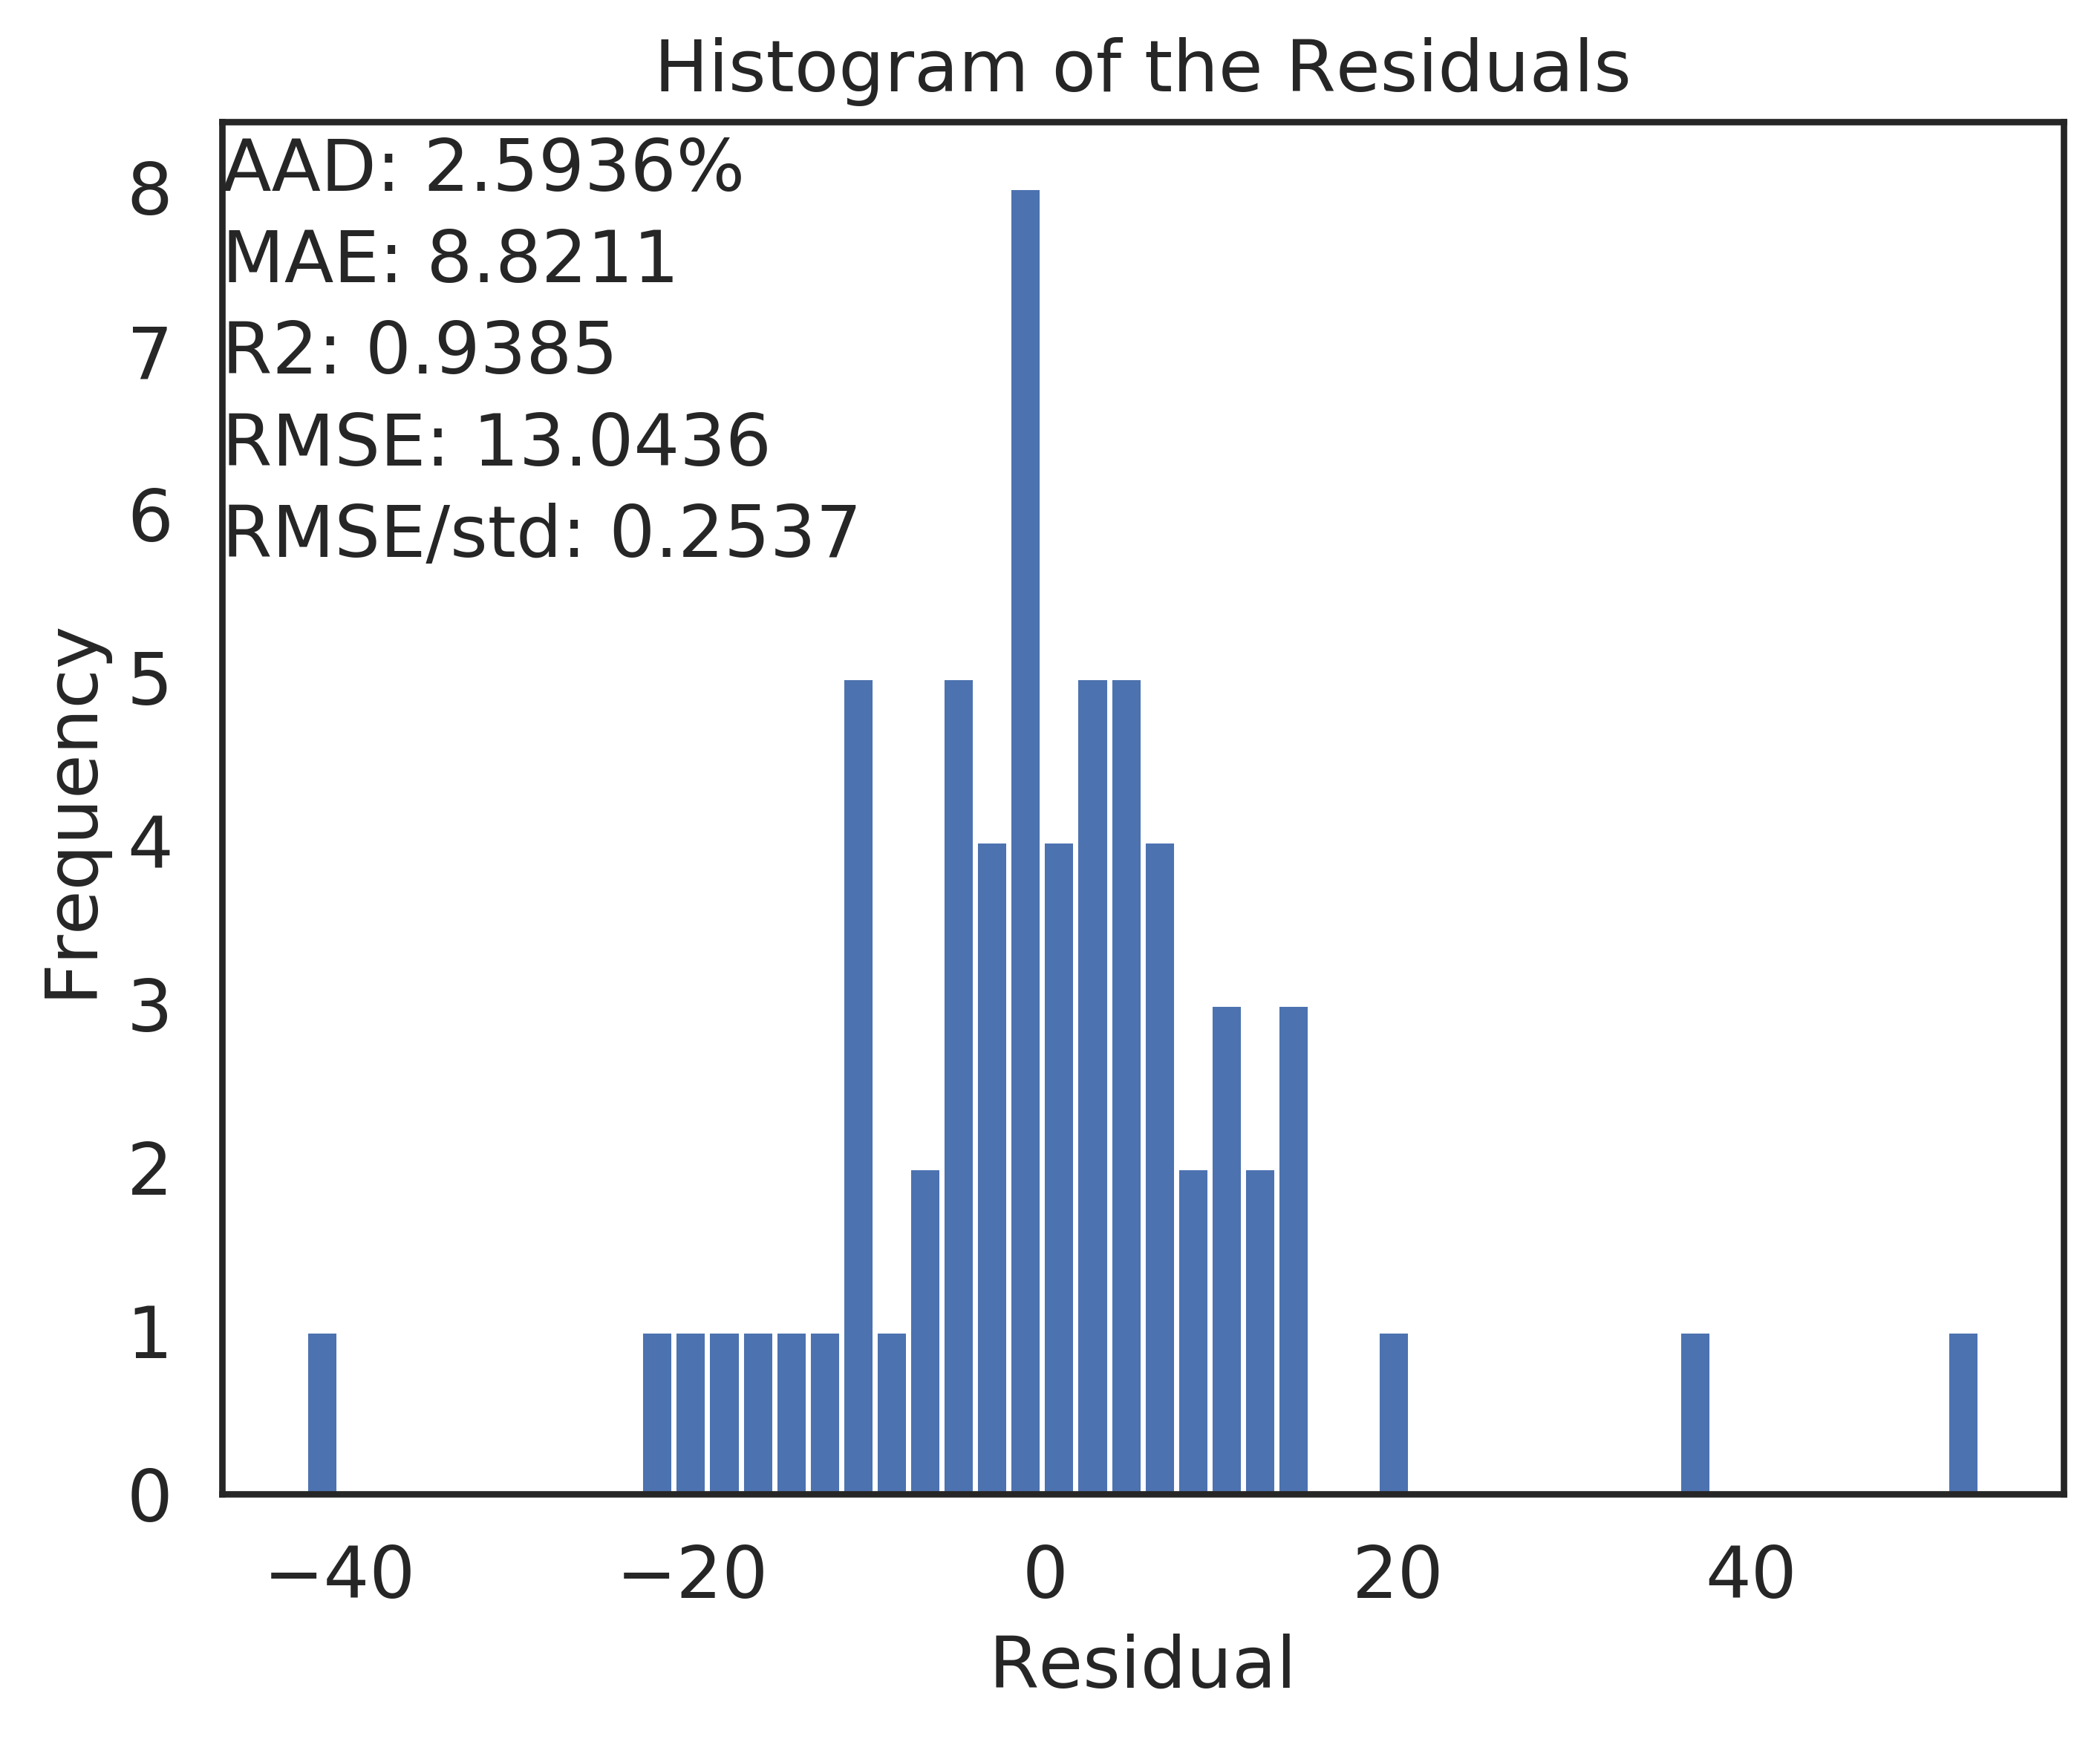 Histogram of the Residuals
AAD: 2.5936%
MAE: 8.8211
R2: 0.9385
RMSE: 13.0436
RMSE/std: 0.2537
8
7
6
5
4
3
2
1
0
Frequency
−40 −20 0 20 40
Residual